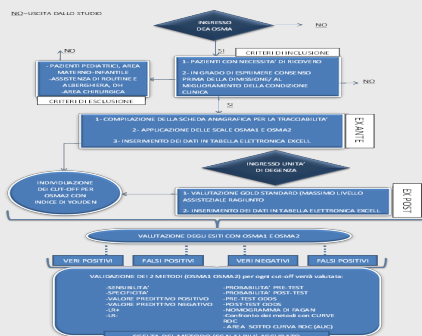 NO=USCITA DALLO STUDIO
INGRESSO
DEA OSMA
NO
SI
CRITERI DI INCLUSIONE
1- PAZIENTI CON NECESSITA' DI RICOVERO
2- IN GRADO DI ESPRIMERE CONSENSO
PRIMA DELLA DIMISSIONE/ AL
MIGLIORAMENTO DELLA CONDIZIONE
CLINICA
NO
NO
- PAZIENTI PEDIATRICI, AREA
MATERNO-INFANTILE
-ASSISTENZA DI ROUTINE E
ALBERGHIERA, DH
-AREA CHIRURGICA
CRITERI DI ESCLUSIONE
SI
1- COMPILAZIONE DELLA SCHEDA ANAGRAFICA PER LA TRACCIABILITA'
2- APPLICAZIONE DELLE SCALE OSMA1 E OSMA2
3- INSERIMENTO DEI DATI IN TABELLA ELETTRONICA EXCELL
EX ANTE
INGRESSO UNITA'
DI DEGENZA
INDIVIDUAZIONE
DEI CUT-OFF PER
OSMA2 CON
INDICE DI YOUDEN
1- VALUTAZIONE GOLD STANDARD (MASSIMO LIVELLO
ASSISTEZIALE RAGIUNTO
2- INSERIMENTO DEI DATI IN TABELLA ELETTRONICA EXCELL
EX POST
VALUTAZIONE DEGLI ESITI CON OSMA1 E OSMA2
VERI POSITIVI
FALSI POSITIVI
VERI NEGATIVI
FALSI POSITIVI
VALIDAZIONE DEI 2 METODI (OSMA1 OSMA2) per ogni cut-off verrà valutata:
-SENSIBILITA'
-SPECIFICITA'
-VALORE PREDITTIVO POSITIVO
-VALORE PREDITTIVO NEGATIVO
-LR+
-LR-
-PROBABILITA' PRE-TEST
-PROBABILITA' POST-TEST
-PRE-TEST ODDS
-POST-TEST ODDS
-NOMOGRAMMA DI FAGAN
-Confronto dei metodi con CURVE
ROC
-AREA SOTTO CURVE ROC (AUC)